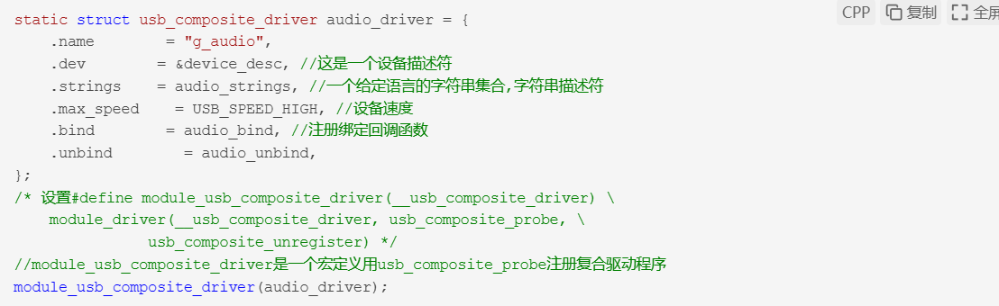 CPP 复制 全屏
static struct usb_composite_driver audio_driver = {
    .name        = "g_audio",
    .dev        = &device_desc, //这是一个设备描述符
    .strings    = audio_strings, //一个给定语言的字符串集合,字符串描述符
    .max_speed    = USB_SPEED_HIGH, //设备速度
    .bind        = audio_bind, //注册绑定回调函数
    .unbind        = audio_unbind,
};
/* 设置#define module_usb_composite_driver(__usb_composite_driver) \
    module_driver(__usb_composite_driver, usb_composite_probe, \
               usb_composite_unregister) */
//module_usb_composite_driver是一个宏定义用usb_composite_probe注册复合驱动程序
module_usb_composite_driver(audio_driver);